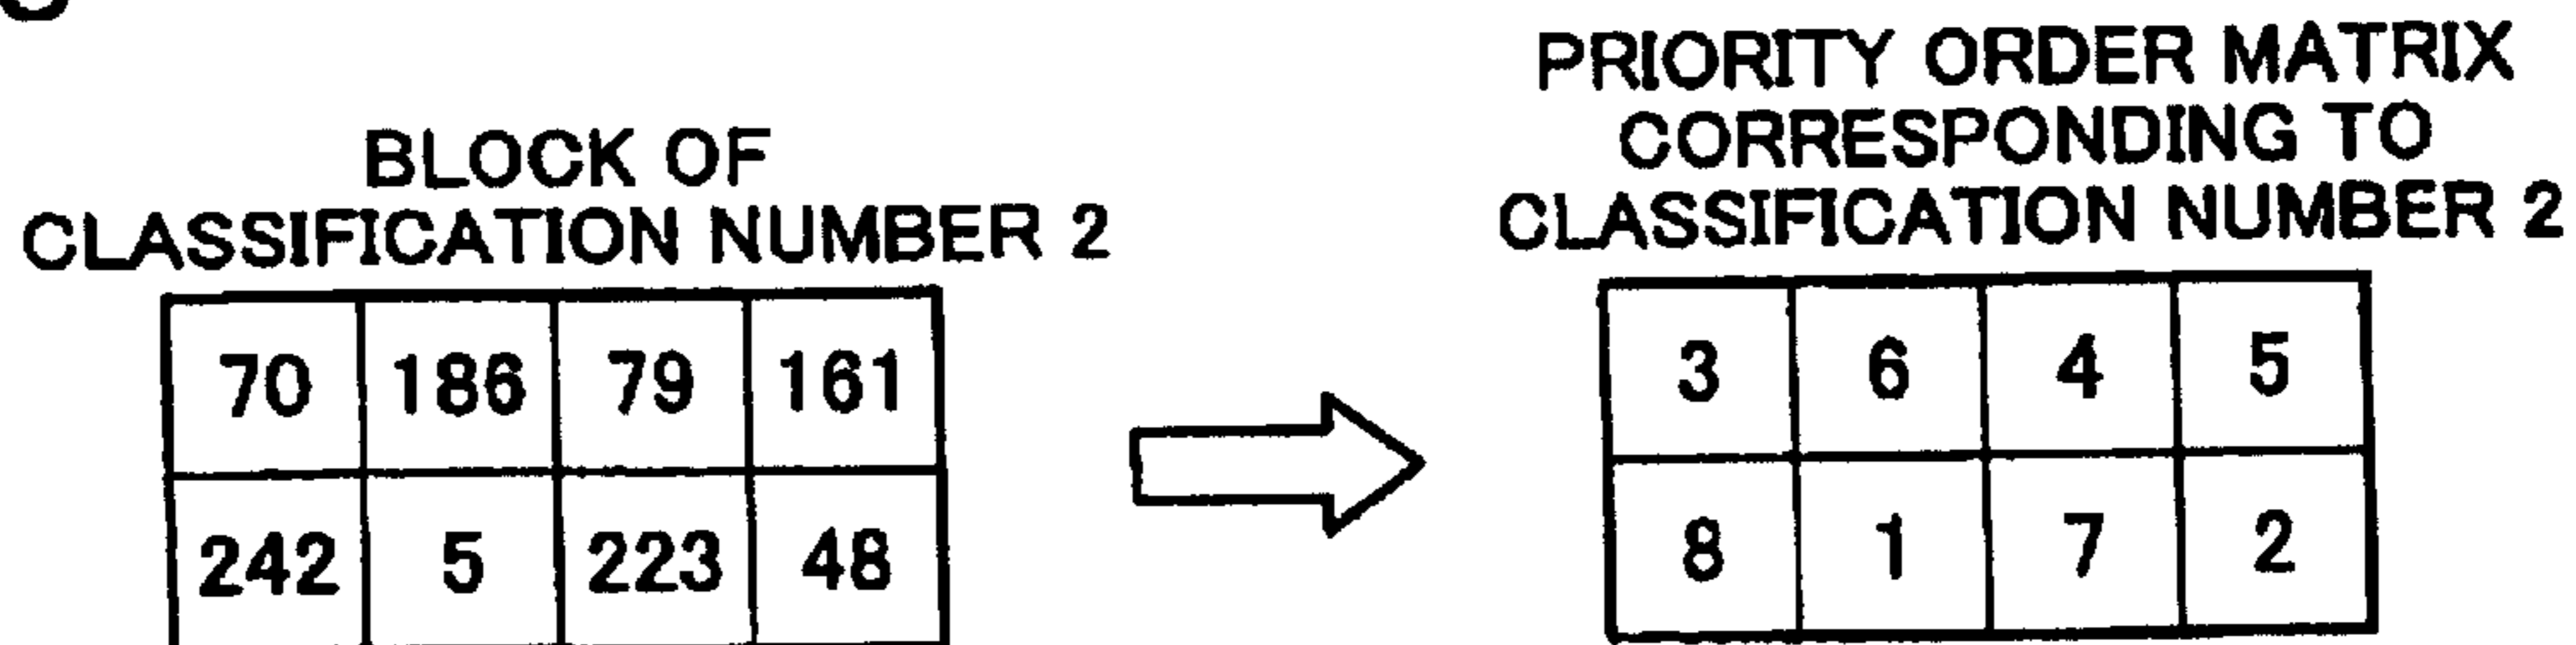 BLOCK OF
CLASSIFICATION NUMBER 2
70 186 79 161
242 5 223 48
PRIORITY ORDER MATRIX
CORRESPONDING TO
CLASSIFICATION NUMBER 2
3 6 4 5
8 1 7 2